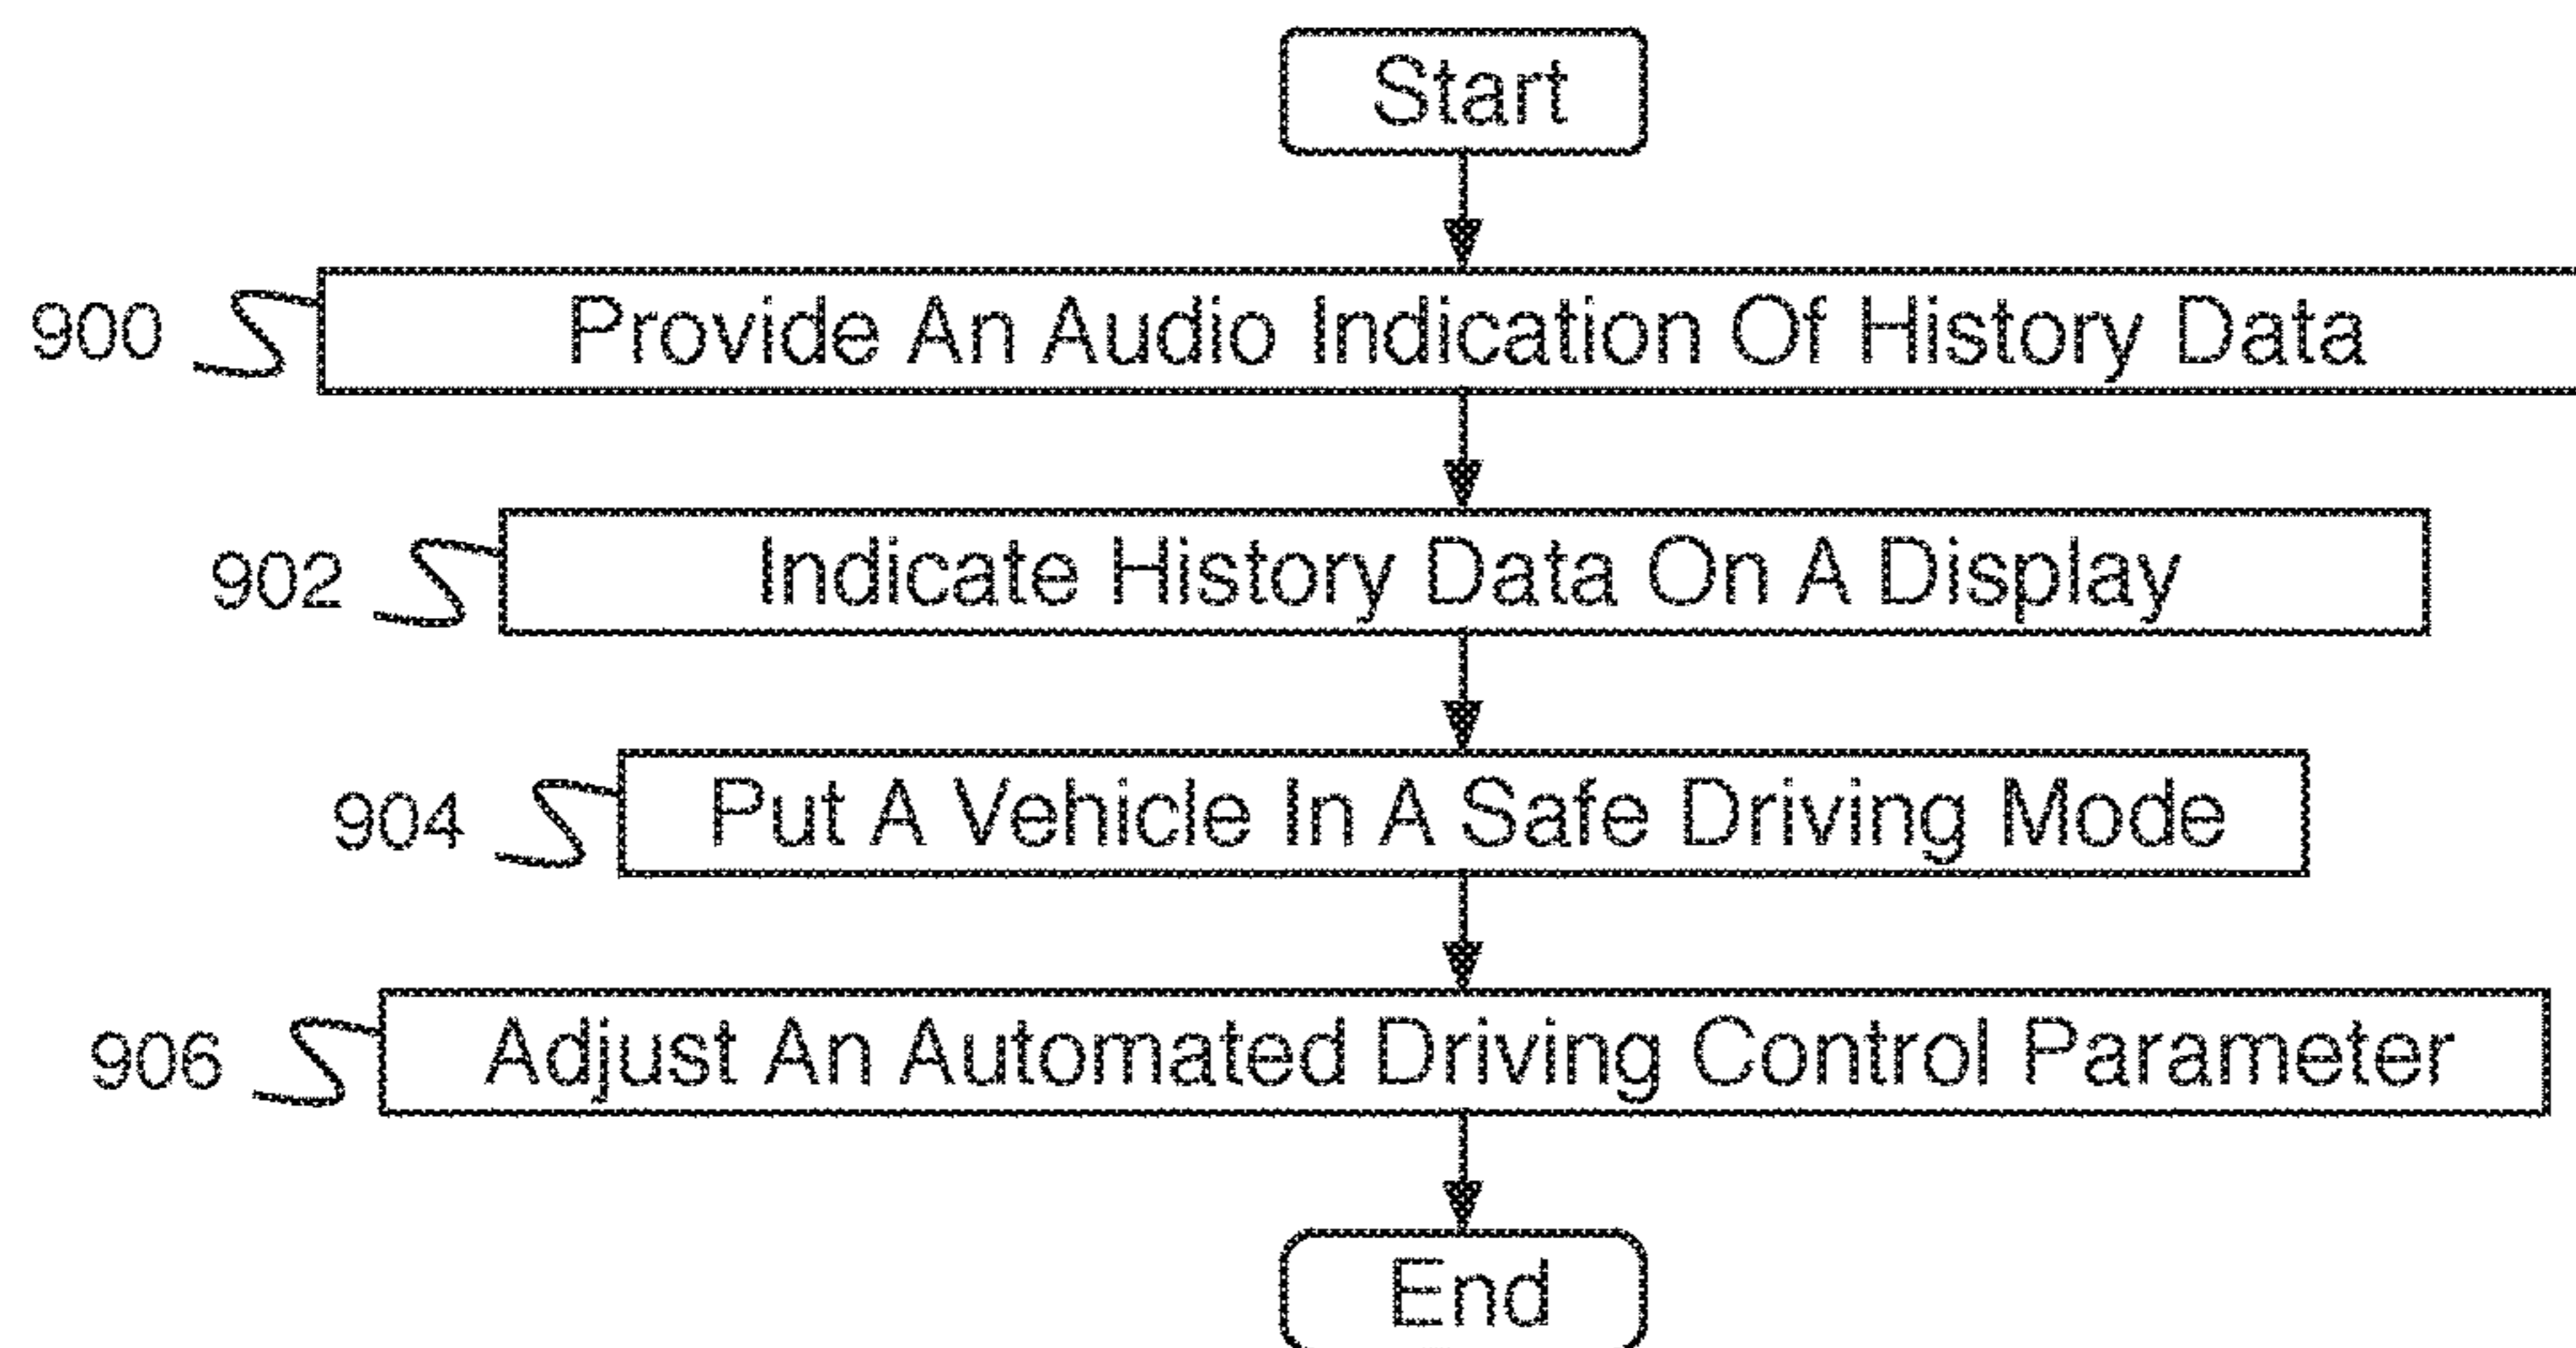 Start
900 Provide An Audio Indication Of History Data
902 Indicate History Data On A Display
904 Put A Vehicle In A Safe Driving Mode
906 Adjust An Automated Driving Control Parameter
End